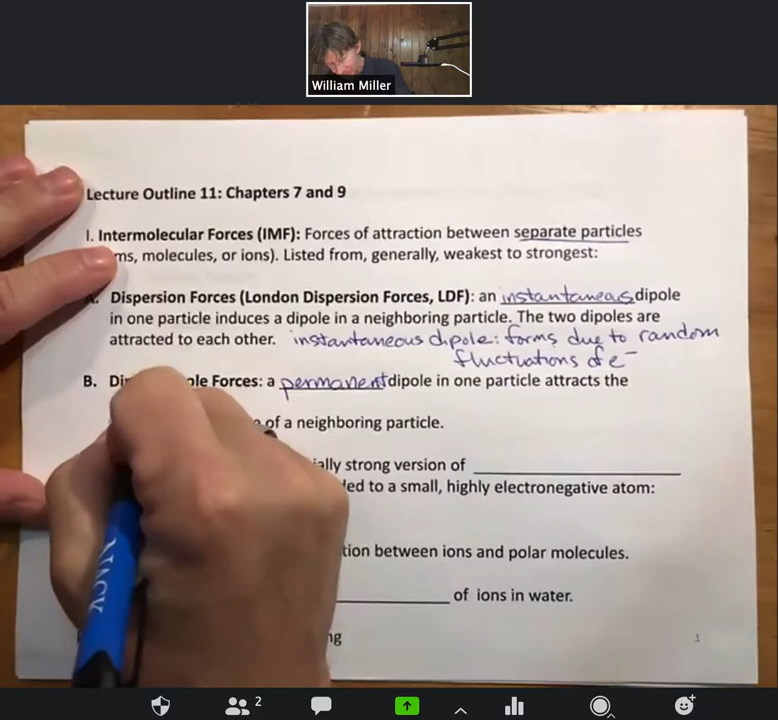 William Miller
Lecture Outline 11: Chapters 7 and 9
I. Intermolecular Forces (IMF): Forces of attraction between separate particles
ms, molecules, or ions). Listed from, generally, weakest to strongest:
Dispersion Forces (London Dispersion Forces, LDF): an instantaneous dipole
in one particle induces a dipole in a neighboring particle. The two dipoles are
attracted to each other. instantaneous dipole: forms due to random
fluctuations of e⁻
B. Di ole Forces: a permanent dipole in one particle attracts the
of a neighboring particle.
ially strong version of
ded to a small, highly electronegative atom:
tion between ions and polar molecules.
of ions in water.
ng
1
2